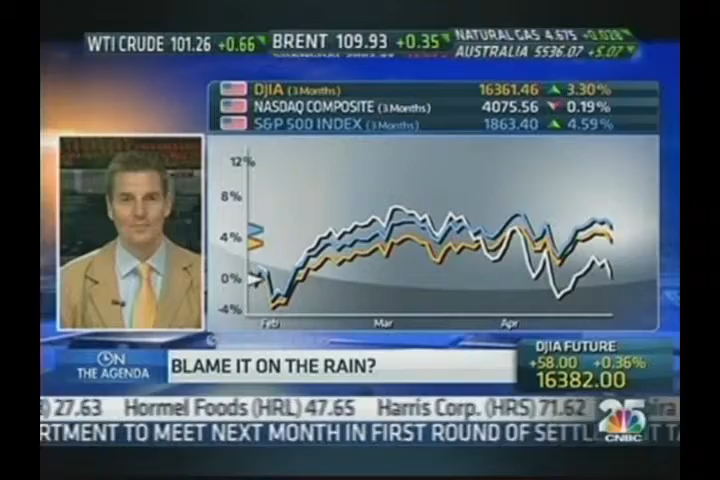 WTI CRUDE 101.26 +0.66
BRENT 109.93 +0.35
NATURAL GAS 4.675 +0.028
AUSTRALIA 5536.07 +5.07
DJIA (3 Months) 16361.46 3.30%
NASDAQ COMPOSITE (3 Months) 4075.56 0.19%
S&P 500 INDEX (3 Months) 1863.40 4.59%
12%
8%
4%
0%
-4%
Feb Mar Apr
ON THE AGENDA
BLAME IT ON THE RAIN?
DJIA FUTURE
+58.00 +0.36%
16382.00
) 27.63 Hormel Foods (HRL) 47.65 Harris Corp. (HRS) 71.62
25
CNBC
RTMENT TO MEET NEXT MONTH IN FIRST ROUND OF SETTL